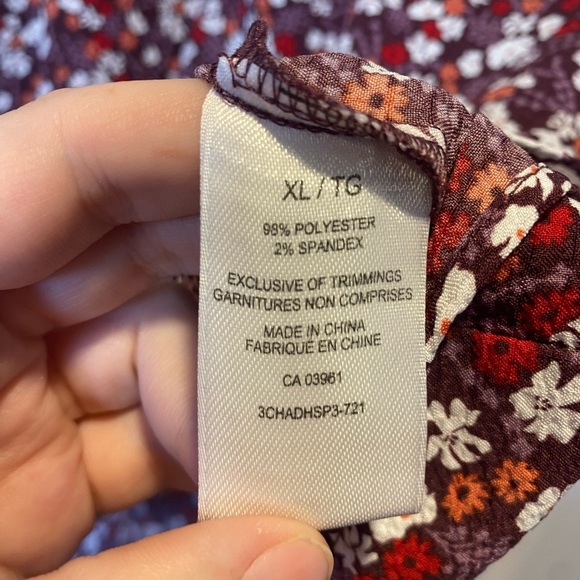 XL / TG
98% POLYESTER
2% SPANDEX
EXCLUSIVE OF TRIMMINGS
GARNITURES NON COMPRISES
MADE IN CHINA
FABRIQUE EN CHINE
CA 03961
3CHADHSP3-721